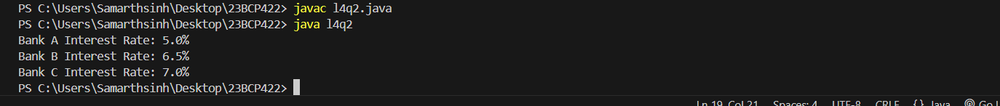 PS C:\Users\Samarthsinh\Desktop\23BCP422> javac l4q2.java
PS C:\Users\Samarthsinh\Desktop\23BCP422> java l4q2
Bank A Interest Rate: 5.0%
Bank B Interest Rate: 6.5%
Bank C Interest Rate: 7.0%
PS C:\Users\Samarthsinh\Desktop\23BCP422>
Ln 19, Col 21 Spaces: 4 UTF-8 CRLF {} Java Go